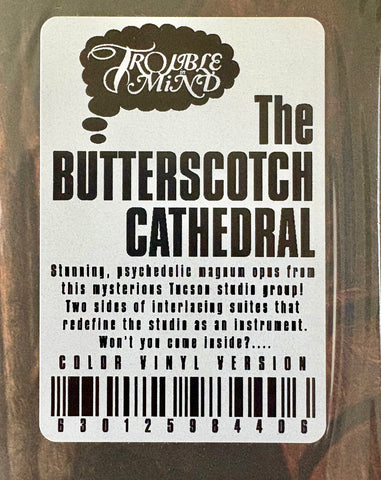 TROUBLE
IN
MIND
The
BUTTERSCOTCH
CATHEDRAL
Stunning, psychedelic magnum opus from
this mysterious Tucson studio group!
Two sides of interlacing suites that
redefine the studio as an instrument.
Won't you come inside?....
COLOR VINYL VERSION
630125984406